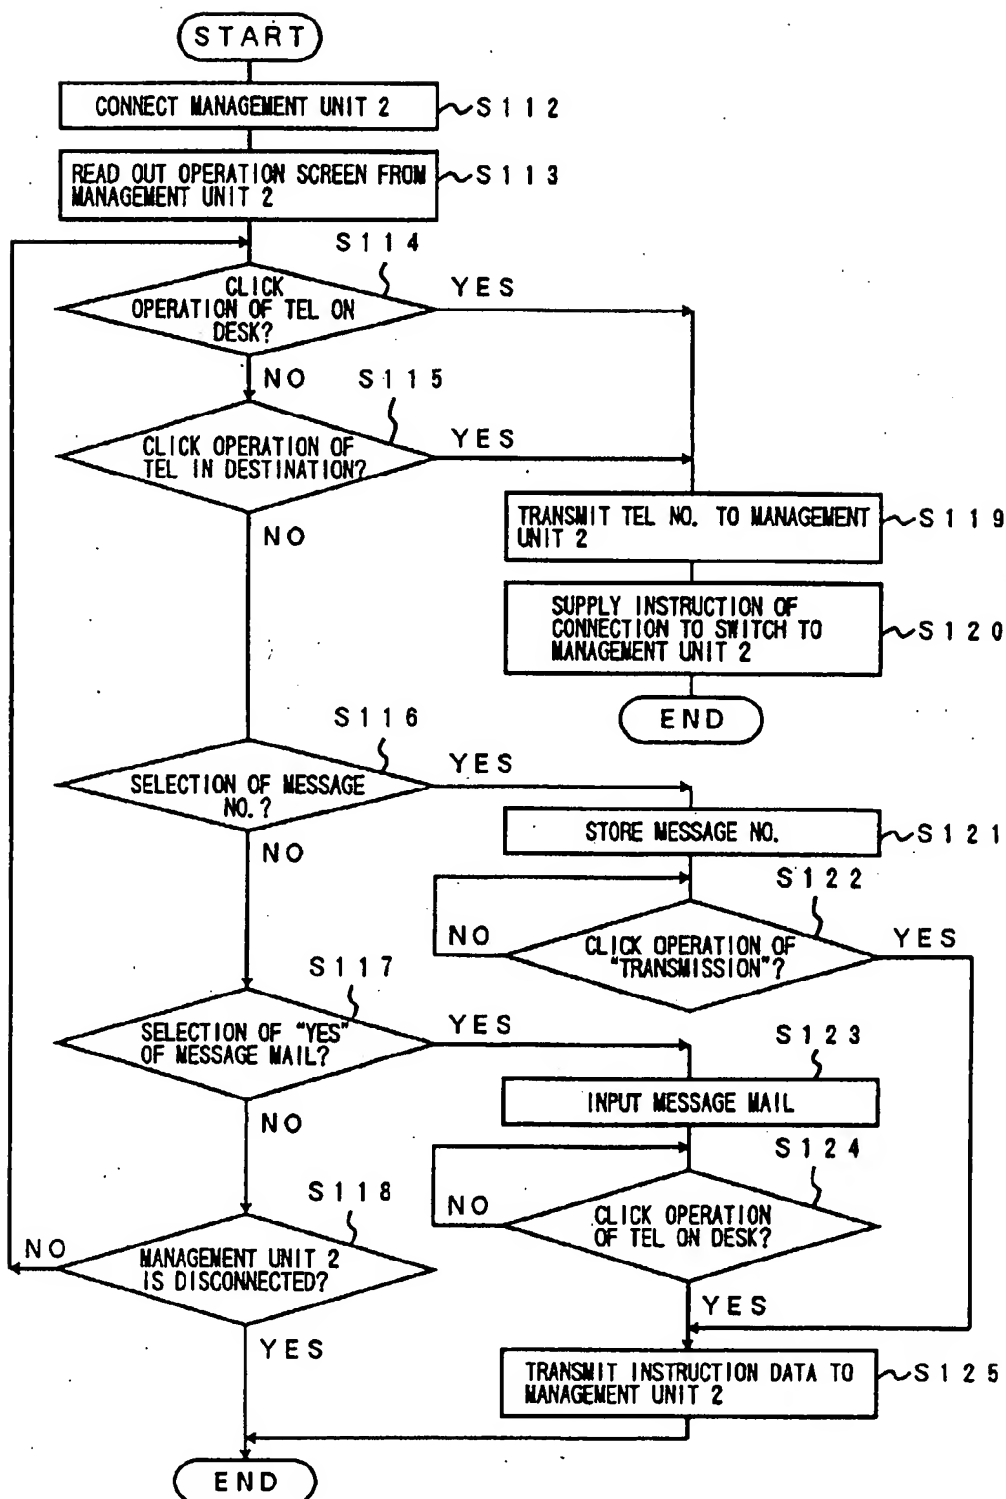 START
CONNECT MANAGEMENT UNIT 2
S112
READ OUT OPERATION SCREEN FROM
MANAGEMENT UNIT 2
S113
S114
CLICK
OPERATION OF TEL ON
DESK?
YES
NO
S115
CLICK OPERATION OF
TEL IN DESTINATION?
YES
NO
TRANSMIT TEL NO. TO MANAGEMENT
UNIT 2
S119
SUPPLY INSTRUCTION OF
CONNECTION TO SWITCH TO
MANAGEMENT UNIT 2
S120
END
S116
SELECTION OF MESSAGE
NO.?
YES
NO
STORE MESSAGE NO.
S121
S122
CLICK OPERATION OF
"TRANSMISSION"?
NO
YES
S117
SELECTION OF "YES"
OF MESSAGE MAIL?
YES
NO
S123
INPUT MESSAGE MAIL
S124
CLICK OPERATION
OF TEL ON DESK?
NO
YES
S118
MANAGEMENT UNIT 2
IS DISCONNECTED?
NO
YES
TRANSMIT INSTRUCTION DATA TO
MANAGEMENT UNIT 2
S125
END